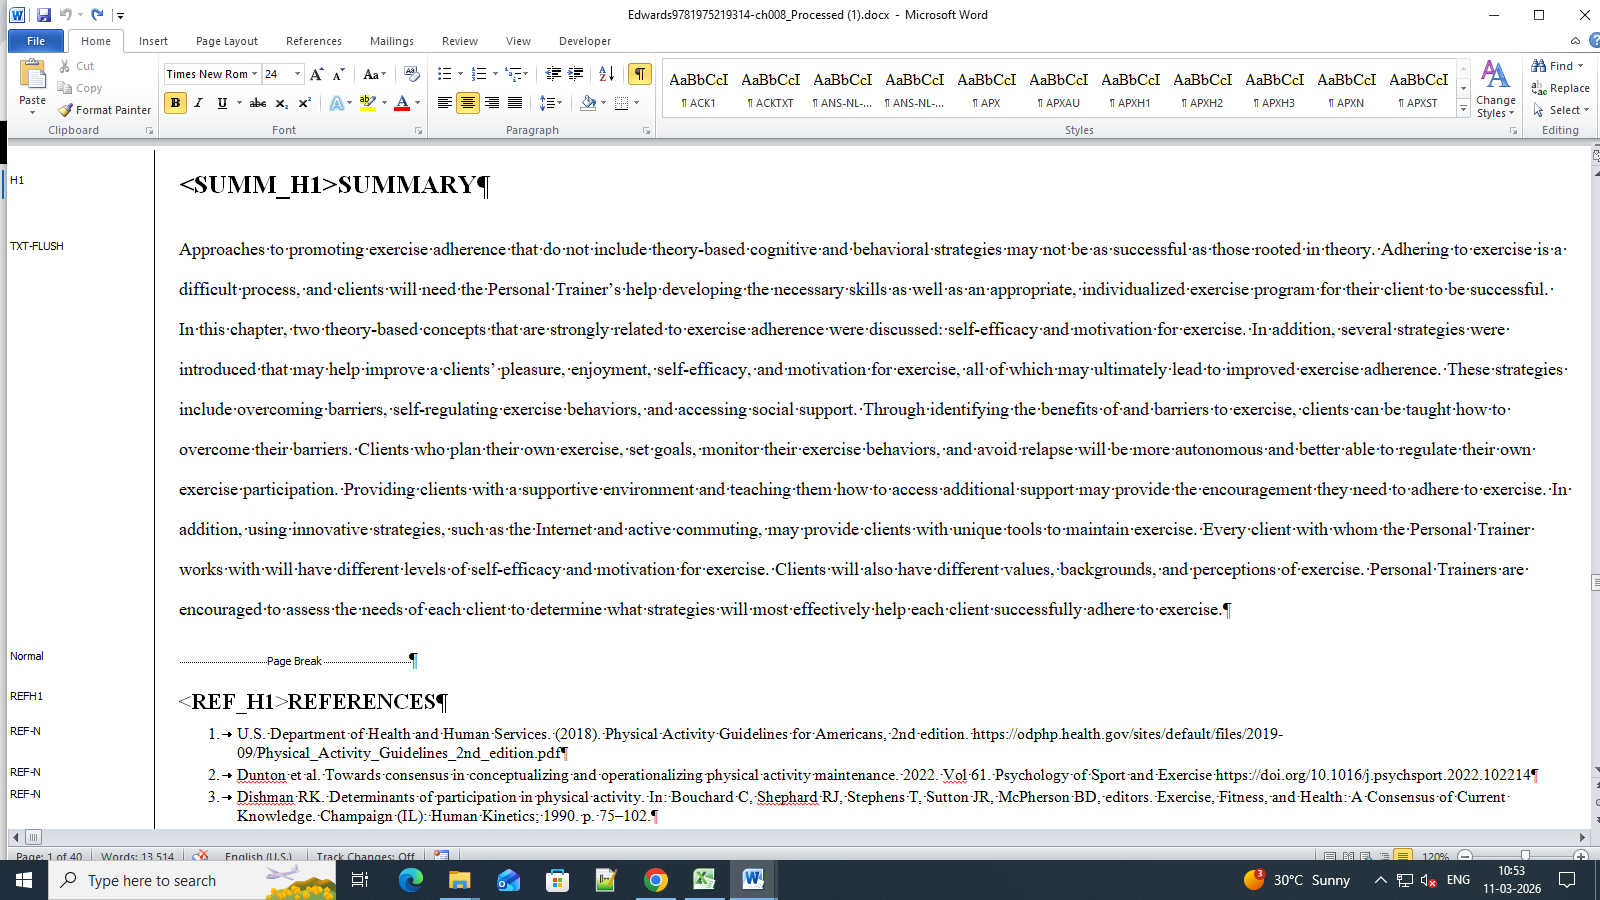 Edwards9781975219314-ch008_Processed (1).docx - Microsoft Word
File Home Insert Page Layout References Mailings Review View Developer
Paste
Cut
Copy
Format Painter
Clipboard
Times New Rom 24
Font
Paragraph
AaBbCcI AaBbCcI AaBbCcI AaBbCcI AaBbCcI AaBbCcI AaBbCcI AaBbCcI AaBbCcI AaBbCcI AaBbCcI
¶ ACK1 ¶ ACKTXT ¶ ANS-NL-... ¶ ANS-NL-... ¶ APX ¶ APXAU ¶ APXH1 ¶ APXH2 ¶ APXH3 ¶ APXN ¶ APXST
Styles
Change Styles
Find
Replace
Select
Editing
H1
<SUMM_H1>SUMMARY¶
TXT-FLUSH
Approaches to promoting exercise adherence that do not include theory-based cognitive and behavioral strategies may not be as successful as those rooted in theory. Adhering to exercise is a
difficult process, and clients will need the Personal Trainer’s help developing the necessary skills as well as an appropriate, individualized exercise program for their client to be successful.
In this chapter, two theory-based concepts that are strongly related to exercise adherence were discussed: self-efficacy and motivation for exercise. In addition, several strategies were
introduced that may help improve a clients’ pleasure, enjoyment, self-efficacy, and motivation for exercise, all of which may ultimately lead to improved exercise adherence. These strategies
include overcoming barriers, self-regulating exercise behaviors, and accessing social support. Through identifying the benefits of and barriers to exercise, clients can be taught how to
overcome their barriers. Clients who plan their own exercise, set goals, monitor their exercise behaviors, and avoid relapse will be more autonomous and better able to regulate their own
exercise participation. Providing clients with a supportive environment and teaching them how to access additional support may provide the encouragement they need to adhere to exercise. In
addition, using innovative strategies, such as the Internet and active commuting, may provide clients with unique tools to maintain exercise. Every client with whom the Personal Trainer
works with will have different levels of self-efficacy and motivation for exercise. Clients will also have different values, backgrounds, and perceptions of exercise. Personal Trainers are
encouraged to assess the needs of each client to determine what strategies will most effectively help each client successfully adhere to exercise.¶
Normal
Page Break ¶
REFH1
<REF_H1>REFERENCES¶
REF-N
1. U.S. Department of Health and Human Services. (2018). Physical Activity Guidelines for Americans, 2nd edition. https://odphp.health.gov/sites/default/files/2019-
09/Physical_Activity_Guidelines_2nd_edition.pdf¶
REF-N
2. Dunton et al. Towards consensus in conceptualizing and operationalizing physical activity maintenance. 2022. Vol 61. Psychology of Sport and Exercise https://doi.org/10.1016/j.psychsport.2022.102214¶
REF-N
3. Dishman RK. Determinants of participation in physical activity. In: Bouchard C, Shephard RJ, Stephens T, Sutton JR, McPherson BD, editors. Exercise, Fitness, and Health: A Consensus of Current
Knowledge. Champaign (IL): Human Kinetics; 1990. p. 75–102.¶
Page: 1 of 40 Words: 13,514 English (U.S.) Track Changes: Off 120%
Type here to search
30°C Sunny
ENG
10:53
11-03-2026